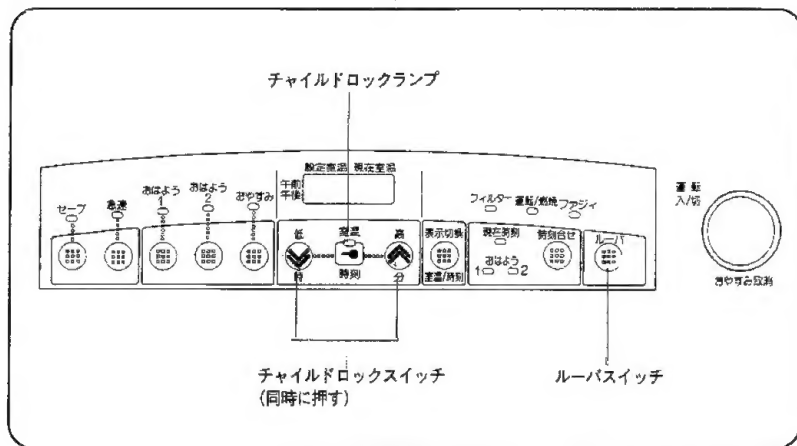 チャイルドロックランプ
設定室温 現在室温
午前
午後
セーブ
急速
おはよう
1
おはよう
2
おやすみ
フィルター
運転/燃焼
ファジィ
運転
入/切
低
室温
高
表示切換
現在時刻
時刻合せ
ルーバ
時
時刻
分
室温/時刻
おはよう
1 2
おやすみ取消
チャイルドロックスイッチ
(同時に押す)
ルーバスイッチ